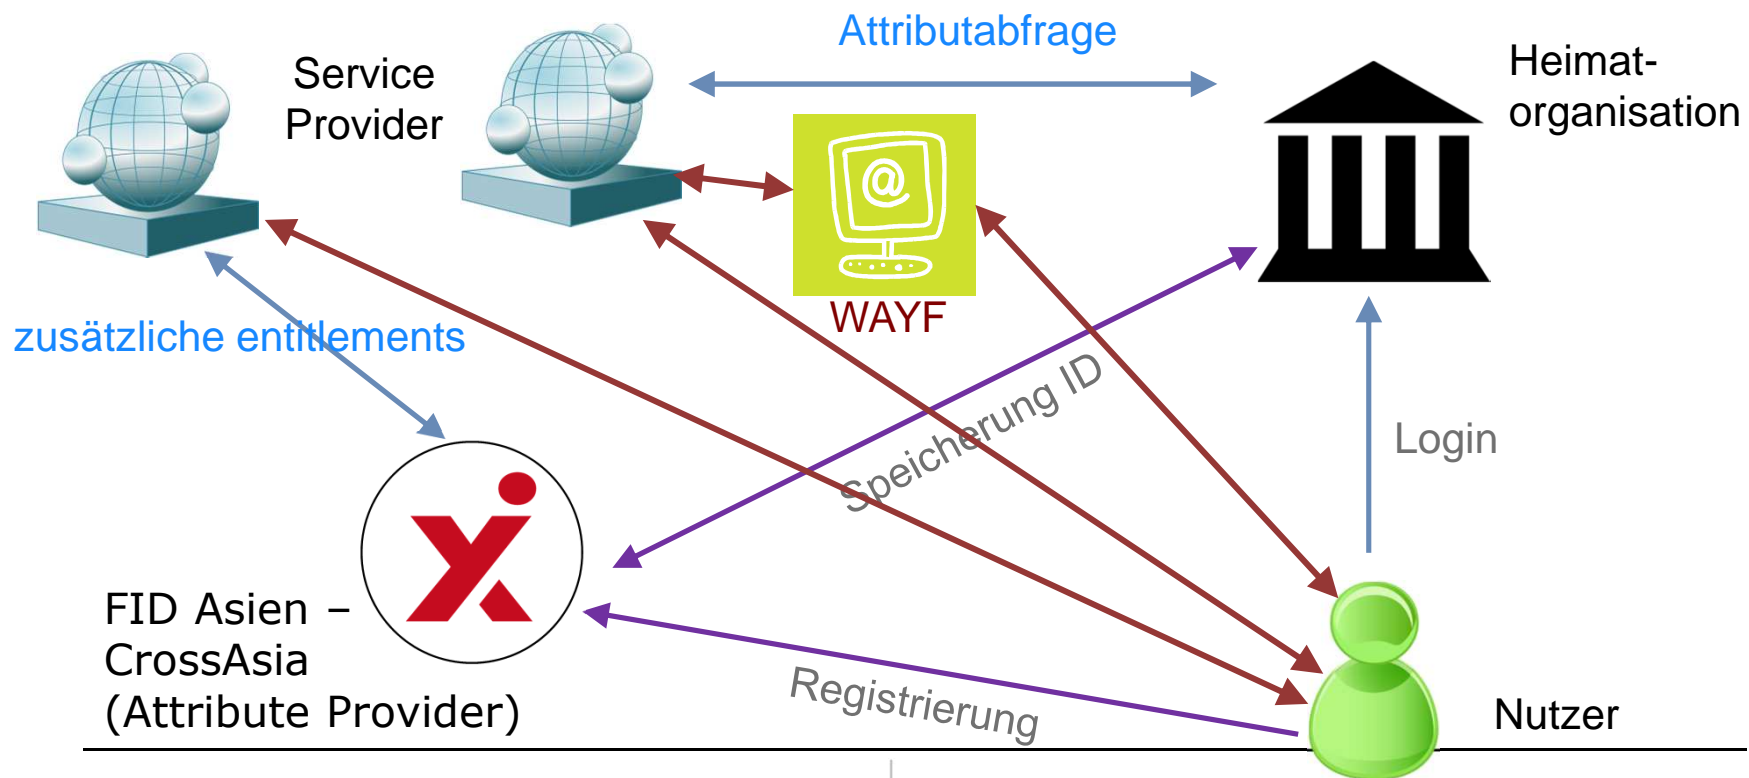 Attributabfrage
Service
Provider
Heimat-
organisation
@
WAYF
zusätzliche entitlements
Speicherung ID
Login
FID Asien –
CrossAsia
(Attribute Provider)
Registrierung
Nutzer